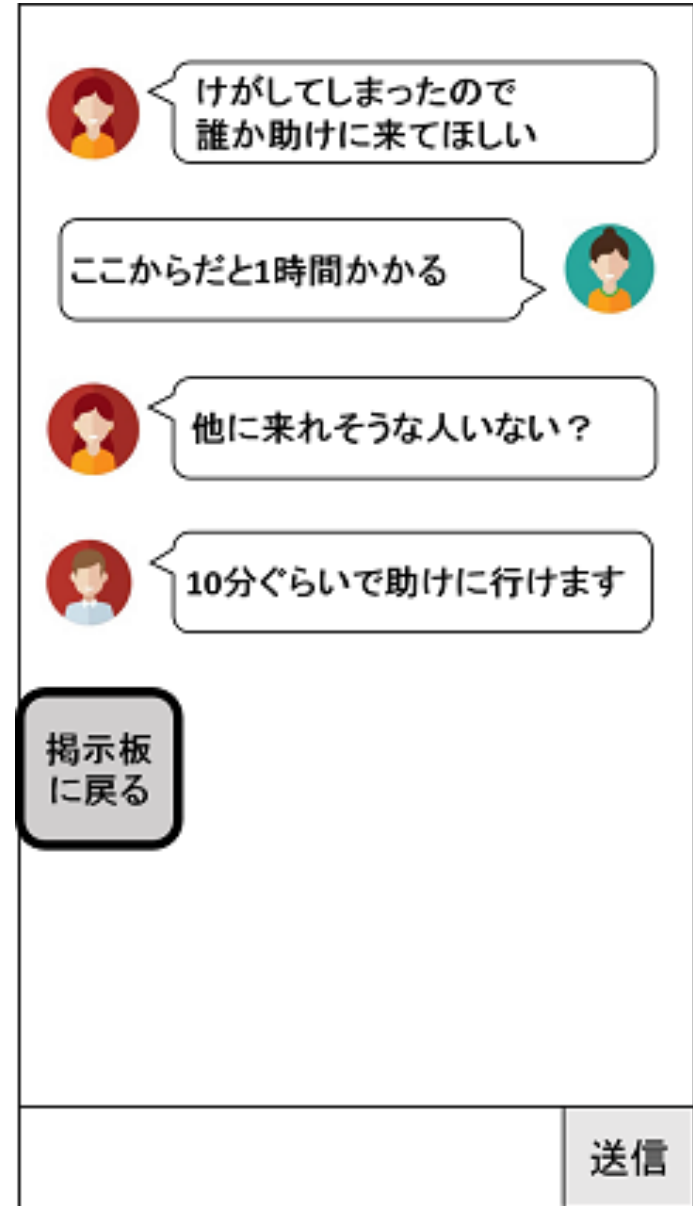 けがしてしまったので
誰か助けに来てほしい
ここからだと1時間かかる
他に来れそうな人いない？
10分ぐらいで助けに行けます
掲示板
に戻る
送信